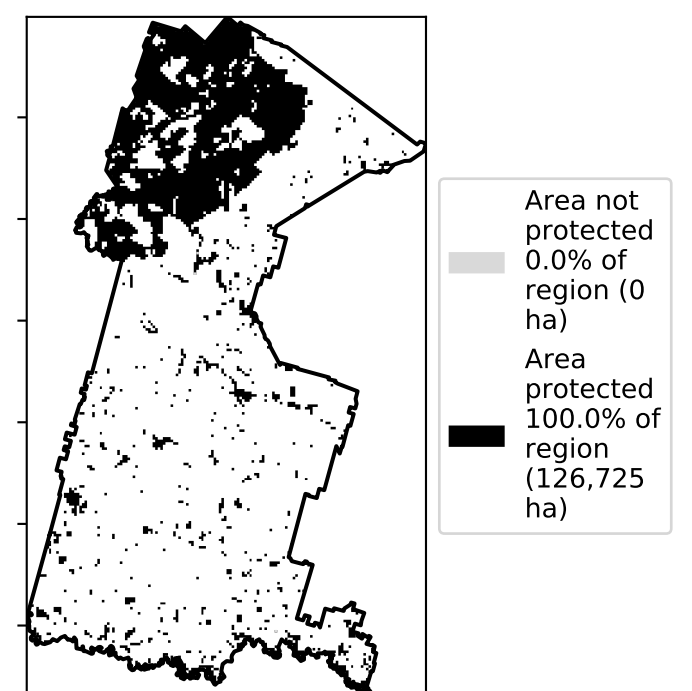 Area not
protected
0.0% of
region (0
ha)
Area
protected
100.0% of
region
(126,725
ha)